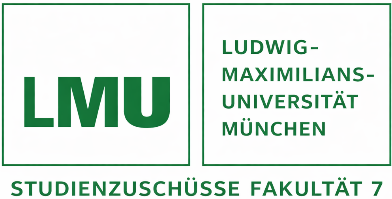 LMU
LUDWIG-
MAXIMILIANS-
UNIVERSITÄT
MÜNCHEN
STUDIENZUSCHÜSSE FAKULTÄT 7